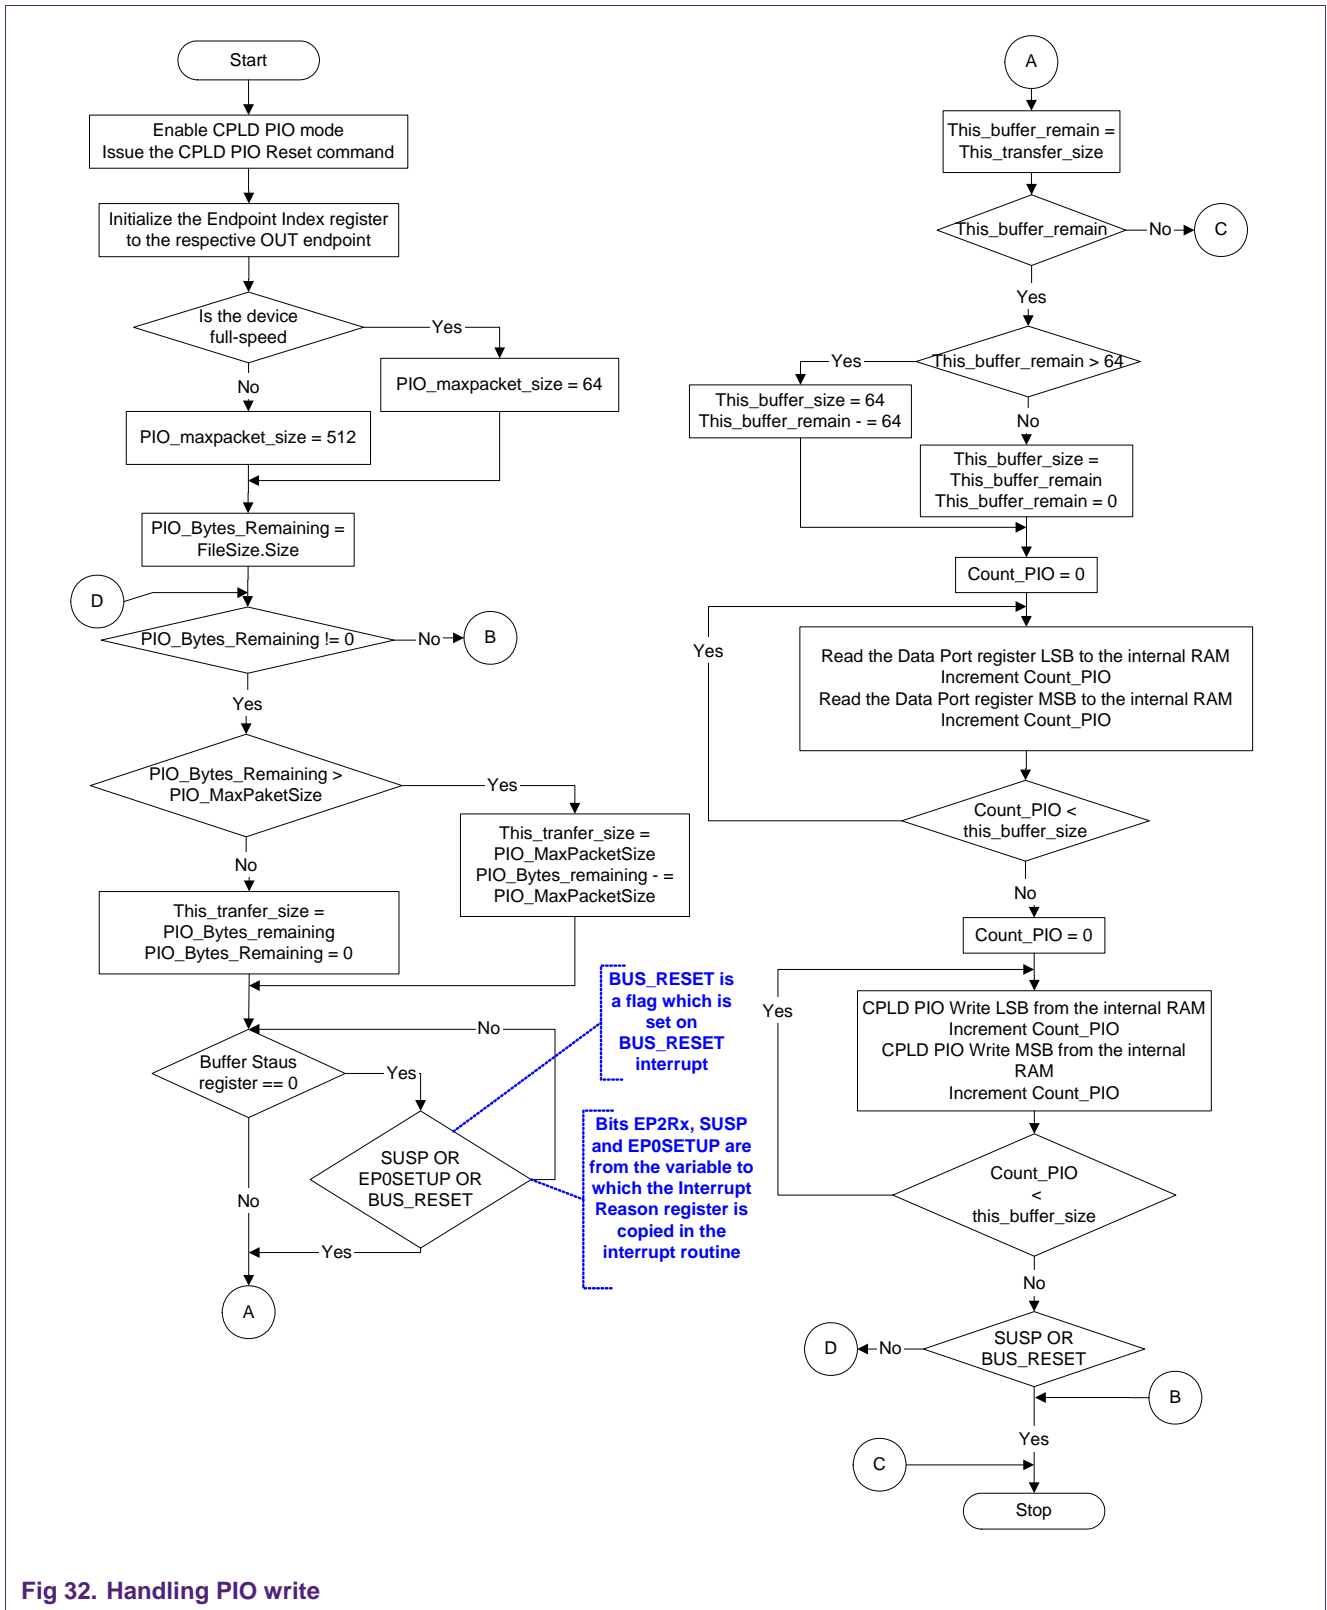 Start
Enable CPLD PIO mode
Issue the CPLD PIO Reset command
Initialize the Endpoint Index register
to the respective OUT endpoint
Is the device
full-speed
Yes
No
PIO_maxpacket_size = 64
PIO_maxpacket_size = 512
PIO_Bytes_Remaining =
FileSize.Size
D
PIO_Bytes_Remaining != 0
No
B
Yes
PIO_Bytes_Remaining >
PIO_MaxPaketSize
Yes
No
This_tranfer_size =
PIO_MaxPacketSize
PIO_Bytes_remaining - =
PIO_MaxPacketSize
This_tranfer_size =
PIO_Bytes_remaining
PIO_Bytes_Remaining = 0
Buffer Staus
register == 0
No
Yes
SUSP OR
EP0SETUP OR
BUS_RESET
No
Yes
A
BUS_RESET is
a flag which is
set on
BUS_RESET
interrupt
Bits EP2Rx, SUSP
and EP0SETUP are
from the variable to
which the Interrupt
Reason register is
copied in the
interrupt routine
A
This_buffer_remain =
This_transfer_size
This_buffer_remain
No
C
Yes
This_buffer_remain > 64
Yes
This_buffer_size = 64
This_buffer_remain - = 64
No
This_buffer_size =
This_buffer_remain
This_buffer_remain = 0
Count_PIO = 0
Yes
Read the Data Port register LSB to the internal RAM
Increment Count_PIO
Read the Data Port register MSB to the internal RAM
Increment Count_PIO
Count_PIO <
this_buffer_size
No
Count_PIO = 0
Yes
CPLD PIO Write LSB from the internal RAM
Increment Count_PIO
CPLD PIO Write MSB from the internal
RAM
Increment Count_PIO
Count_PIO
<
this_buffer_size
No
SUSP OR
BUS_RESET
No
D
B
Yes
C
Stop
Fig 32. Handling PIO write